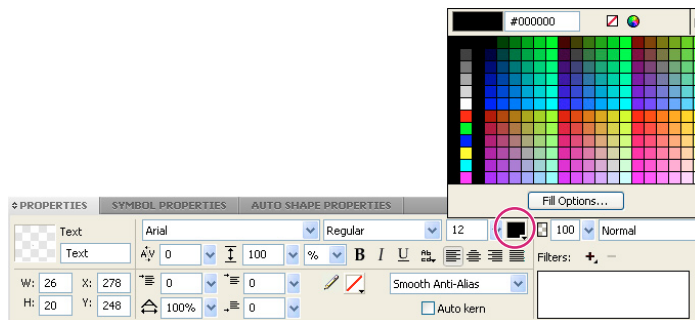 #000000
Fill Options...
PROPERTIES SYMBOL PROPERTIES AUTO SHAPE PROPERTIES
Text Arial Regular 12 100 Normal
Text AV 0 100 % B I U Filters: + -
W: 26 X: 278 0 0 Smooth Anti-Alias
H: 20 Y: 248 100% 0 Auto kern